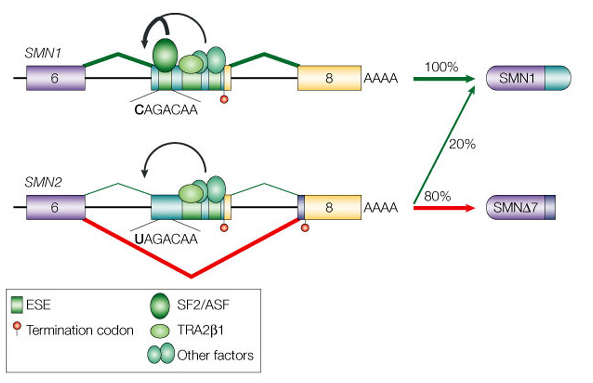 SMN1
6
8
AAAA
100%
SMN1
CAGACAA
20%
SMN2
6
8
AAAA
80%
SMNΔ7
UAGACAA
ESE
SF2/ASF
Termination codon
TRA2β1
Other factors